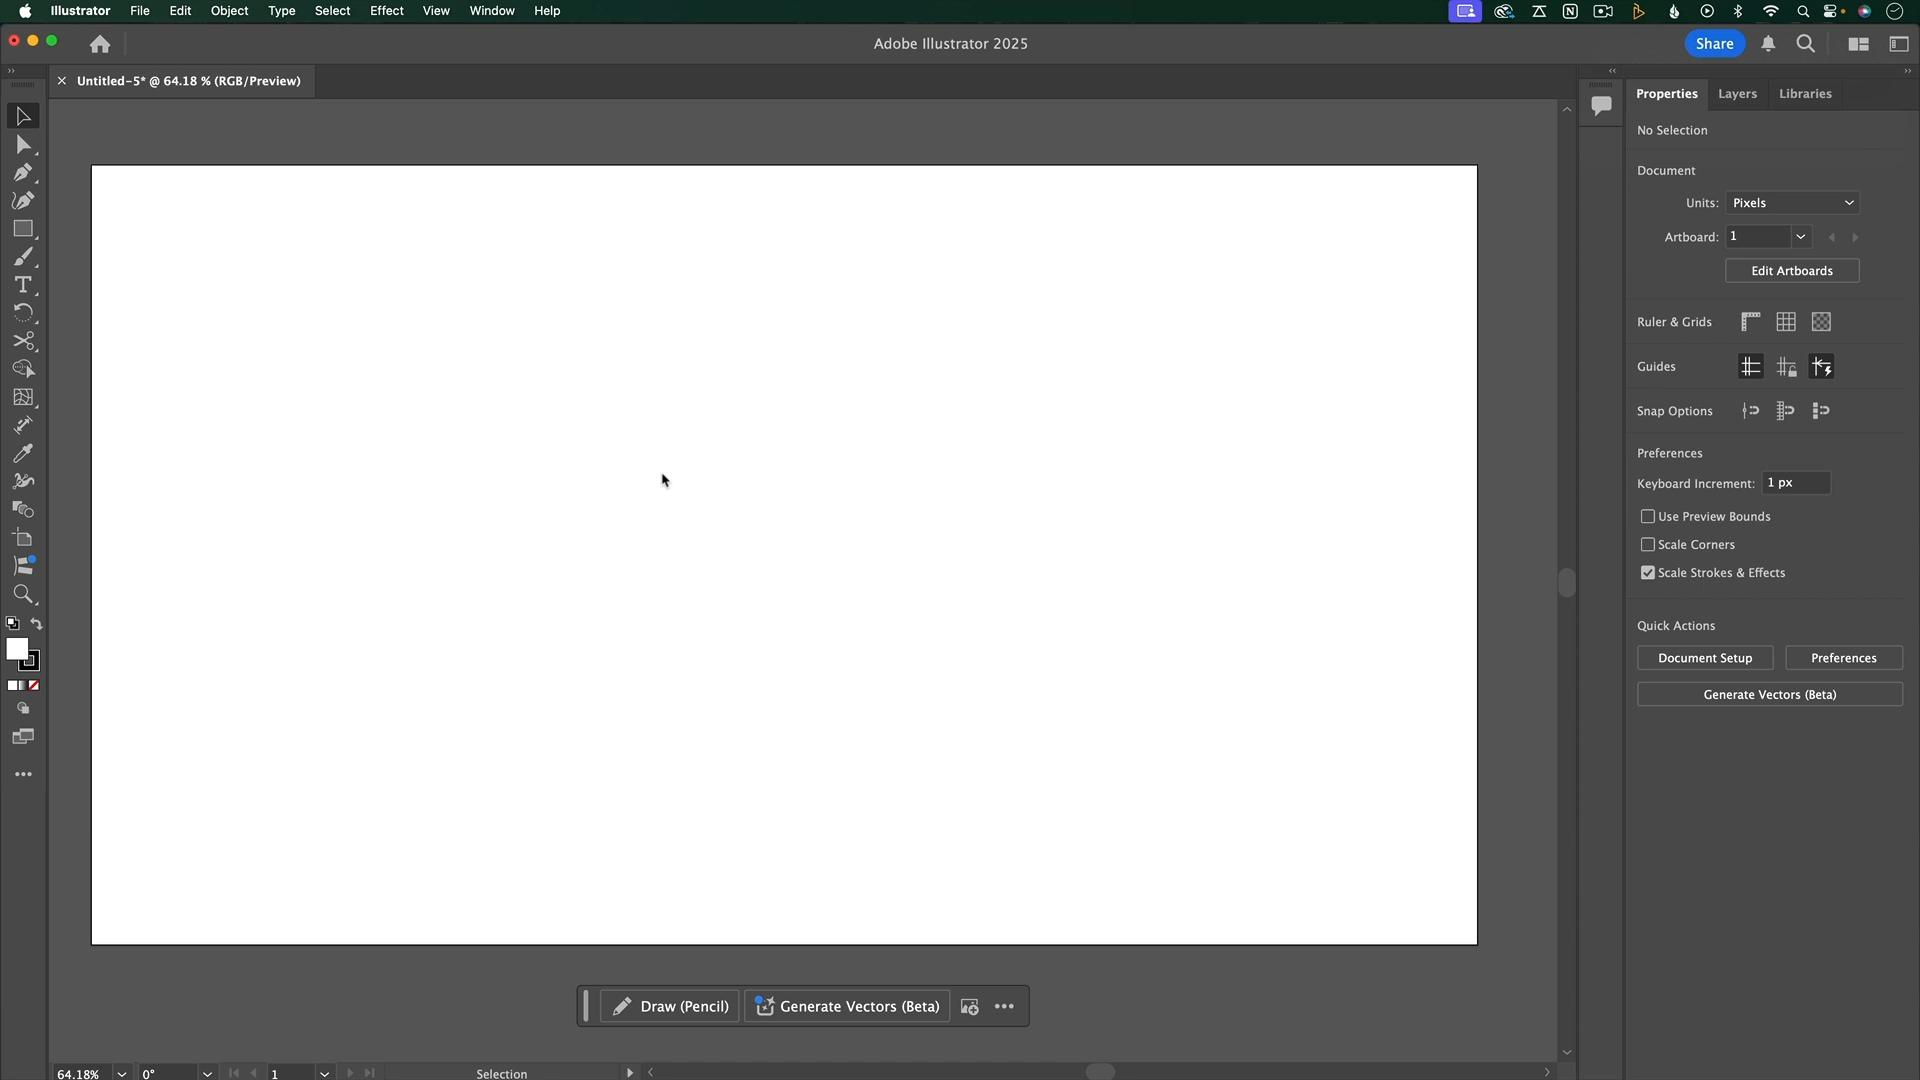 Illustrator File Edit Object Type Select Effect View Window Help
Adobe Illustrator 2025
Share
Untitled-5* @ 64.18 % (RGB/Preview)
Properties Layers Libraries
No Selection
Document
Units: Pixels
Artboard: 1
Edit Artboards
Ruler & Grids
Guides
Snap Options
Preferences
Keyboard Increment: 1 px
Use Preview Bounds
Scale Corners
Scale Strokes & Effects
Quick Actions
Document Setup Preferences
Generate Vectors (Beta)
Draw (Pencil) Generate Vectors (Beta)
64.18% 0° 1 Selection